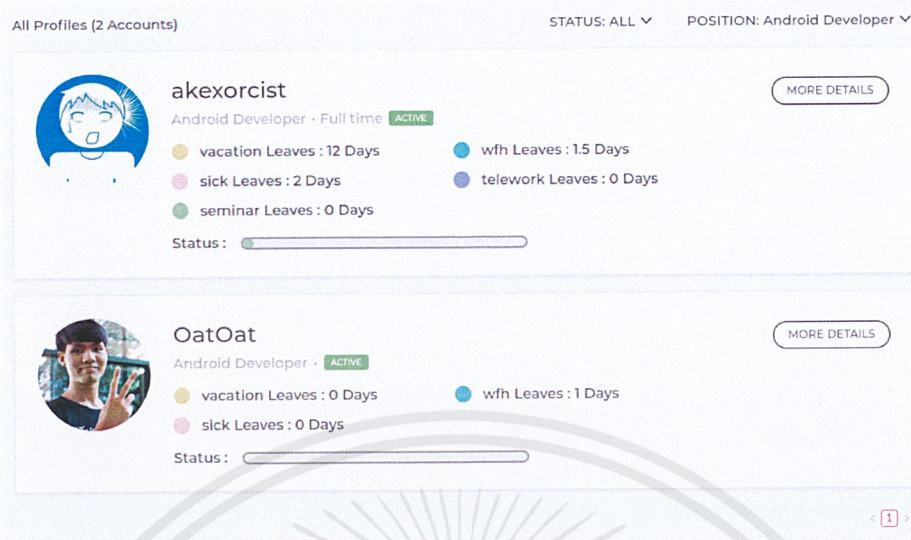 All Profiles (2 Accounts) STATUS: ALL POSITION: Android Developer
akexorcist MORE DETAILS
Android Developer · Full time ACTIVE
vacation Leaves : 12 Days wfh Leaves : 1.5 Days
sick Leaves : 2 Days telework Leaves : 0 Days
seminar Leaves : 0 Days
Status :
OatOat MORE DETAILS
Android Developer · ACTIVE
vacation Leaves : 0 Days wfh Leaves : 1 Days
sick Leaves : 0 Days
Status :
< 1 >